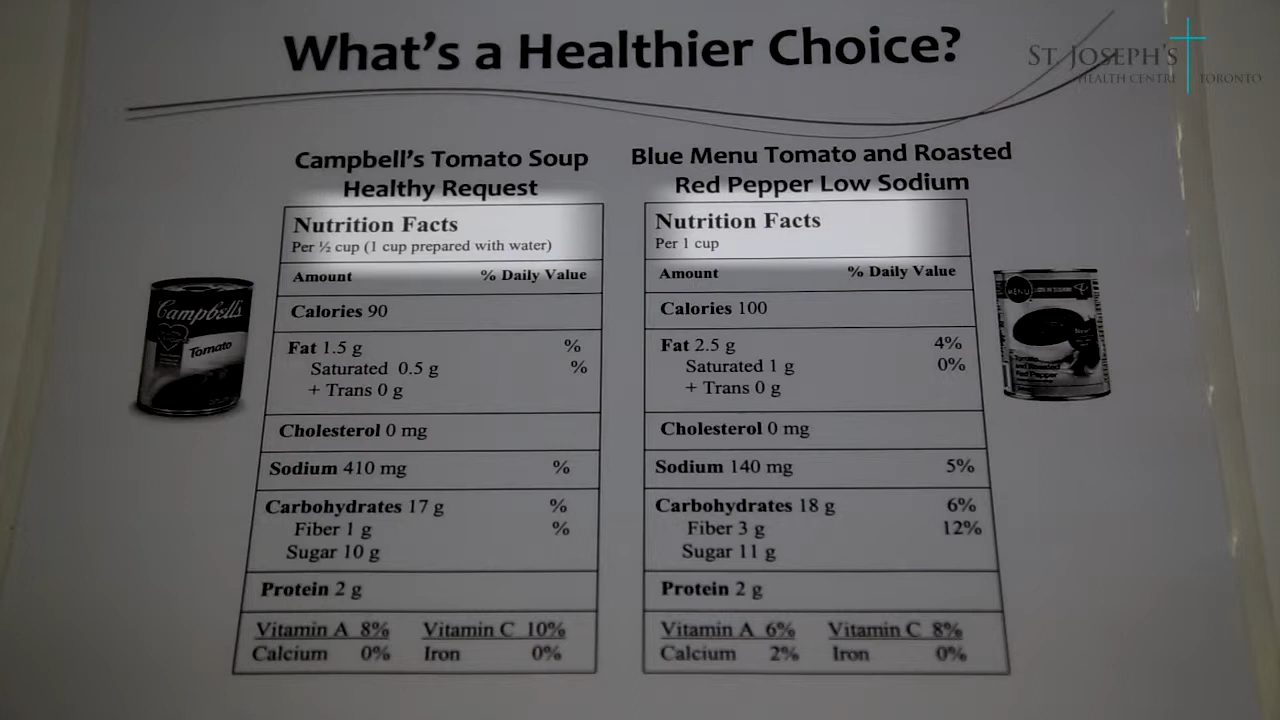 What's a Healthier Choice?
ST. JOSEPH'S
HEALTH CENTRE TORONTO
Campbell's Tomato Soup
Healthy Request
Nutrition Facts
Per ½ cup (1 cup prepared with water)
Amount % Daily Value
Calories 90
Fat 1.5 g %
Saturated 0.5 g %
+ Trans 0 g
Cholesterol 0 mg
Sodium 410 mg %
Carbohydrates 17 g %
Fiber 1 g %
Sugar 10 g
Protein 2 g
Vitamin A 8% Vitamin C 10%
Calcium 0% Iron 0%
Blue Menu Tomato and Roasted
Red Pepper Low Sodium
Nutrition Facts
Per 1 cup
Amount % Daily Value
Calories 100
Fat 2.5 g 4%
Saturated 1 g 0%
+ Trans 0 g
Cholesterol 0 mg
Sodium 140 mg 5%
Carbohydrates 18 g 6%
Fiber 3 g 12%
Sugar 11 g
Protein 2 g
Vitamin A 6% Vitamin C 8%
Calcium 2% Iron 0%
Campbell's
Tomato
MENU
and Roasted
Red Pepper